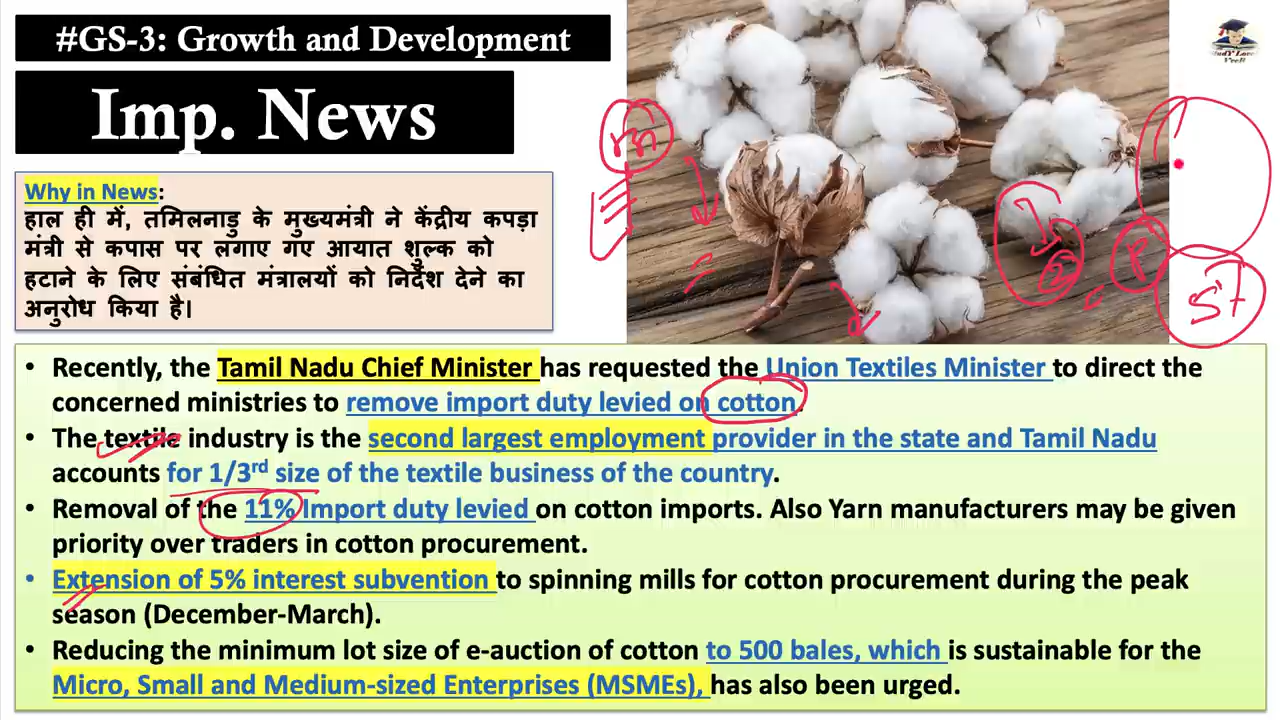 #GS-3: Growth and Development
Imp. News
Why in News:
हाल ही में, तमिलनाडु के मुख्यमंत्री ने केंद्रीय कपड़ा
मंत्री से कपास पर लगाए गए आयात शुल्क को
हटाने के लिए संबंधित मंत्रालयों को निर्देश देने का
अनुरोध किया है।
• Recently, the Tamil Nadu Chief Minister has requested the Union Textiles Minister to direct the
concerned ministries to remove import duty levied on cotton.
• The textile industry is the second largest employment provider in the state and Tamil Nadu
accounts for 1/3rd size of the textile business of the country.
• Removal of the 11% Import duty levied on cotton imports. Also Yarn manufacturers may be given
priority over traders in cotton procurement.
• Extension of 5% interest subvention to spinning mills for cotton procurement during the peak
season (December-March).
• Reducing the minimum lot size of e-auction of cotton to 500 bales, which is sustainable for the
Micro, Small and Medium-sized Enterprises (MSMEs), has also been urged.